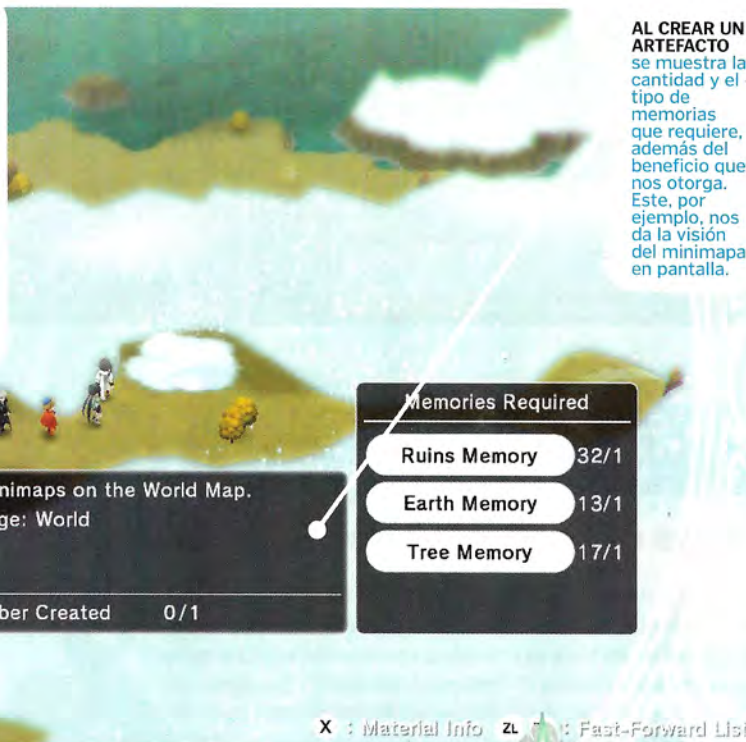 AL CREAR UN
ARTEFACTO
se muestra la
cantidad y el
tipo de
memorias
que requiere,
además del
beneficio que
nos otorga.
Este, por
ejemplo, nos
da la visión
del minimapa
en pantalla.
Memories Required
Ruins Memory 32/1
Earth Memory 13/1
Tree Memory 17/1
nimaps on the World Map.
ge: World
ber Created 0/1
X : Material Info ZL : Fast-Forward List